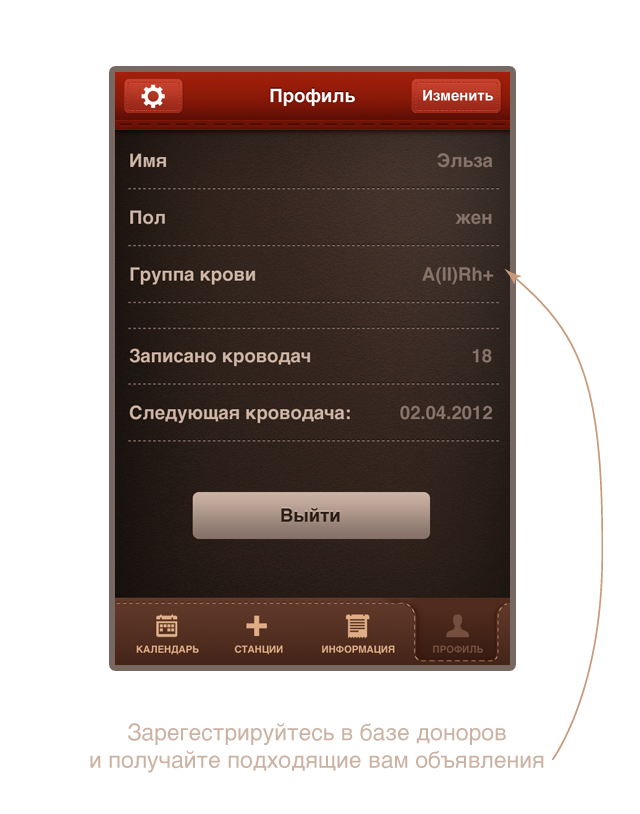 Профиль
Изменить
Имя Эльза
Пол жен
Группа крови A(II)Rh+
Записано кроводач 18
Следующая кроводача: 02.04.2012
Выйти
КАЛЕНДАРЬ СТАНЦИИ ИНФОРМАЦИЯ ПРОФИЛЬ
Зарегестрируйтесь в базе доноров
и получайте подходящие вам объявления